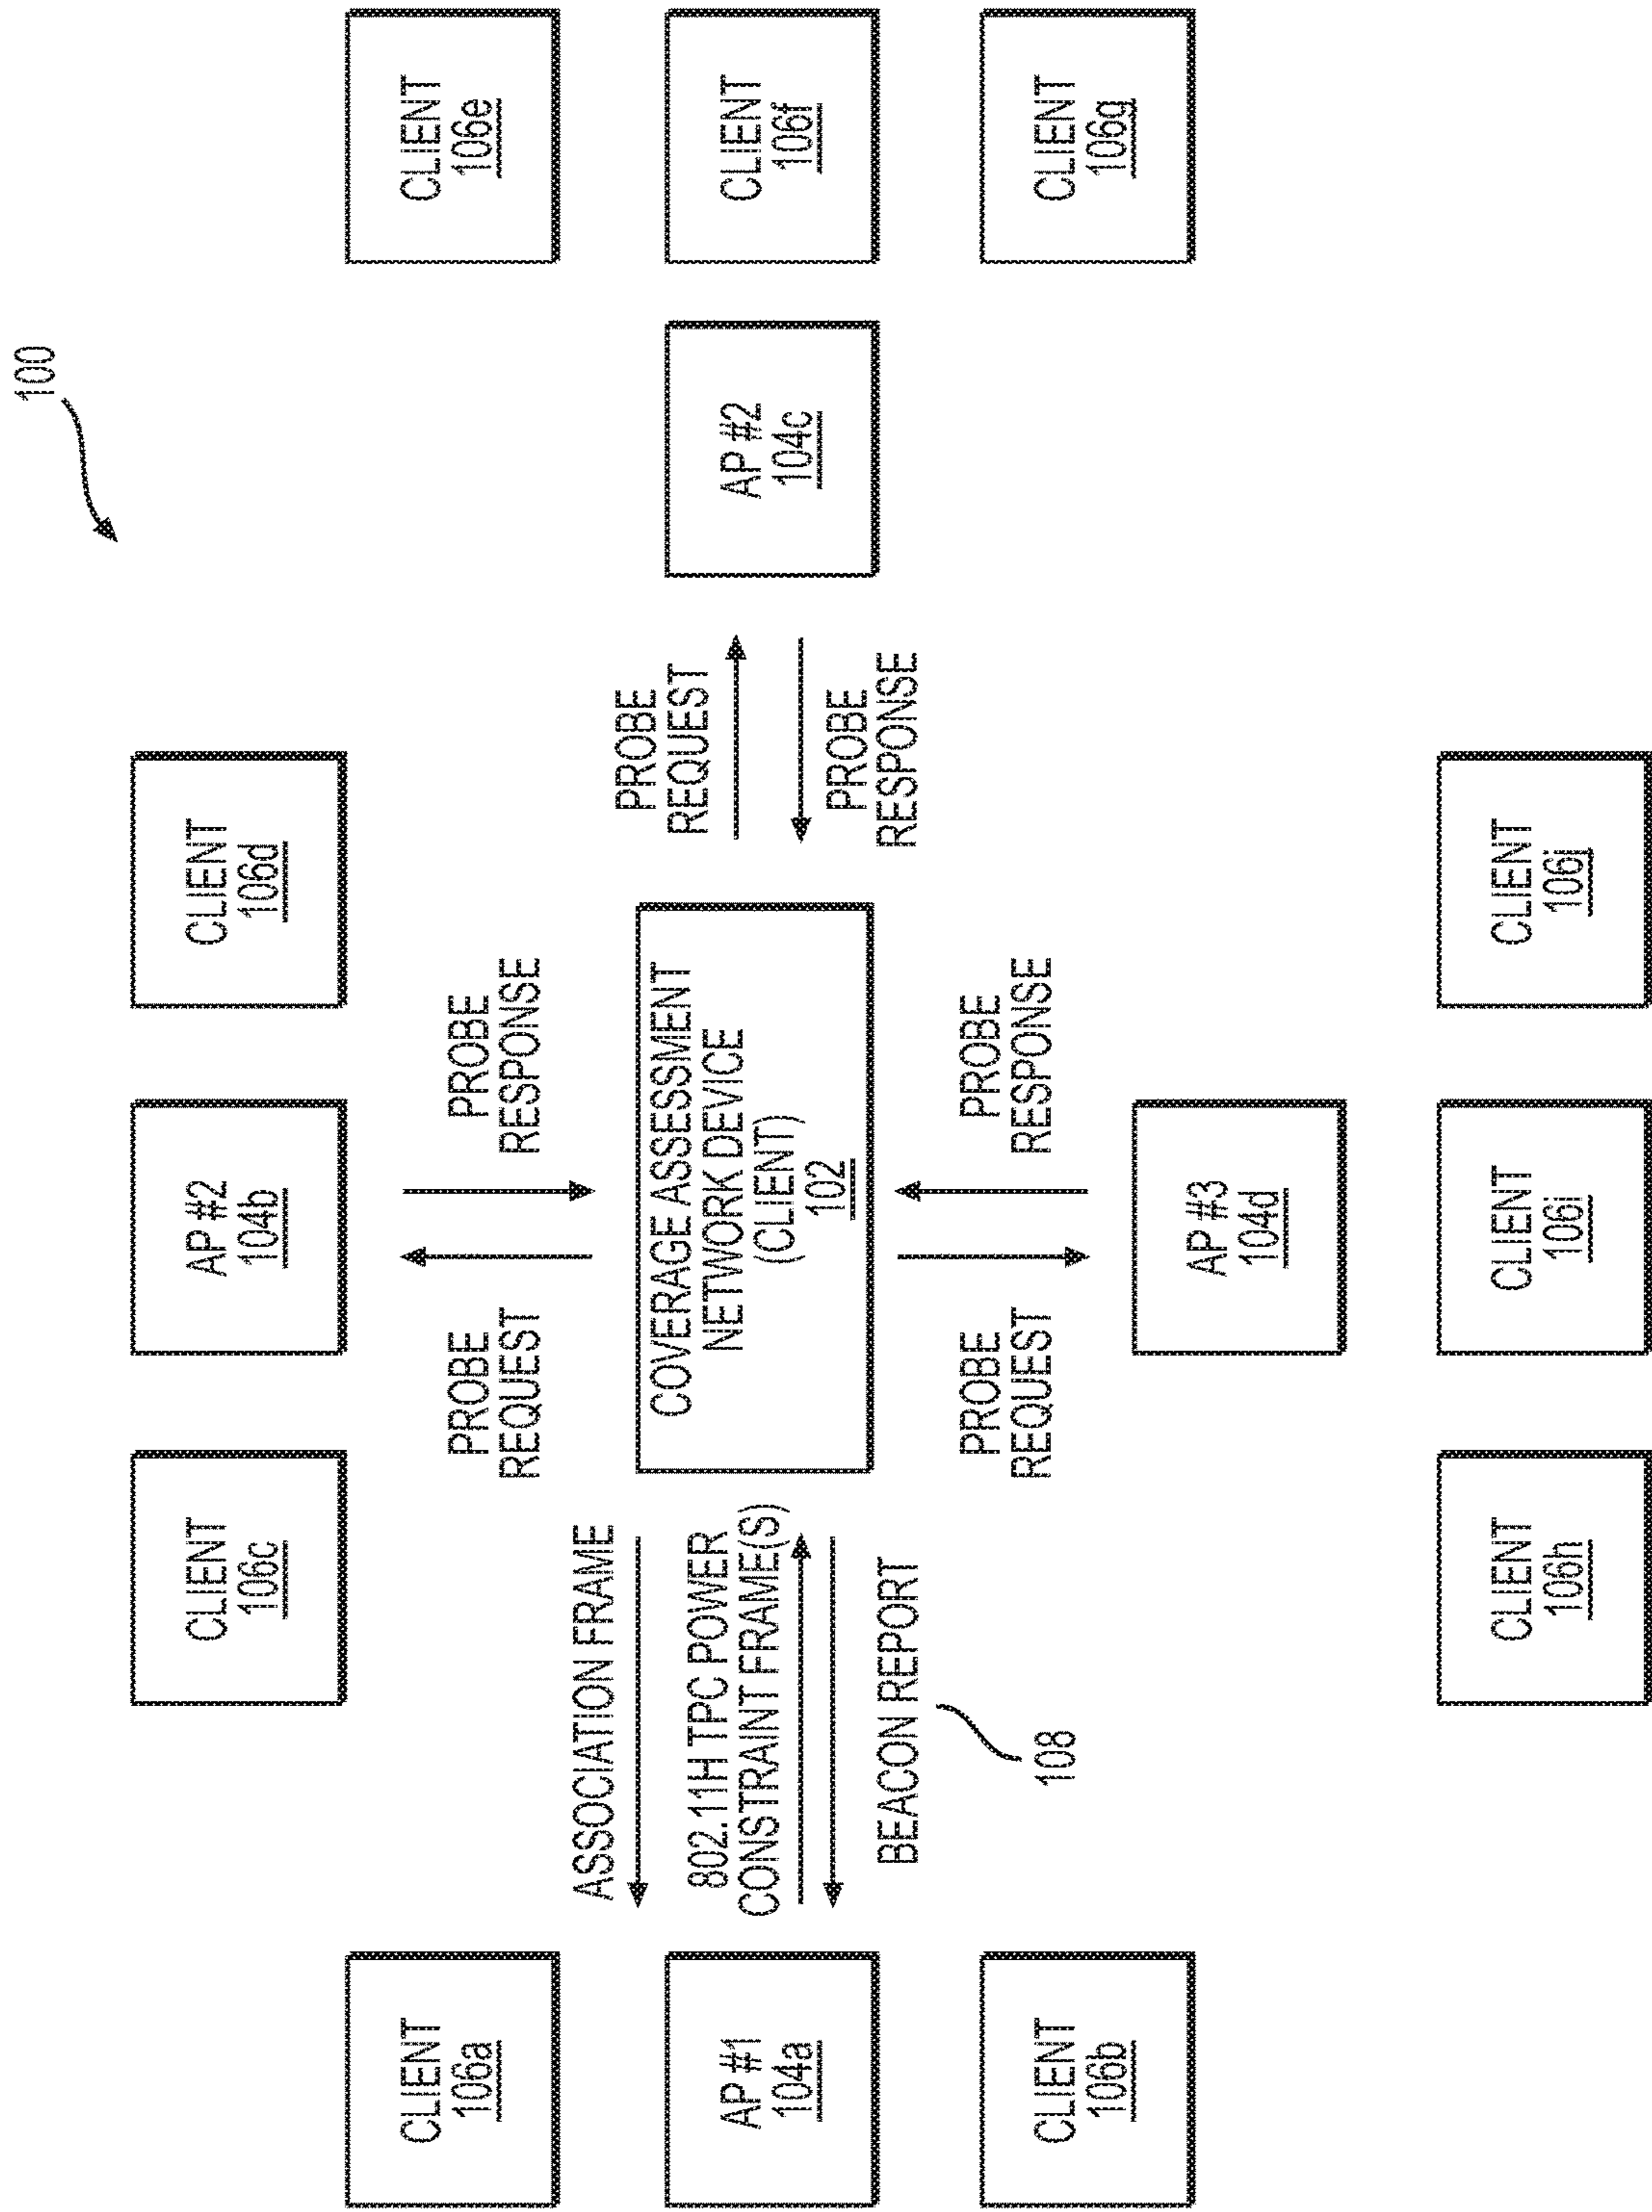 100
CLIENT
106c
AP #2
104b
CLIENT
106d
CLIENT
106a
AP #1
104a
CLIENT
106b
ASSOCIATION FRAME
802.11H TPC POWER
CONSTRAINT FRAME(S)
BEACON REPORT
108
PROBE
REQUEST
PROBE
RESPONSE
COVERAGE ASSESSMENT
NETWORK DEVICE
(CLIENT)
102
PROBE
REQUEST
PROBE
RESPONSE
PROBE
REQUEST
PROBE
RESPONSE
AP #2
104c
CLIENT
106e
CLIENT
106f
CLIENT
106g
AP #3
104d
CLIENT
106h
CLIENT
106i
CLIENT
106j